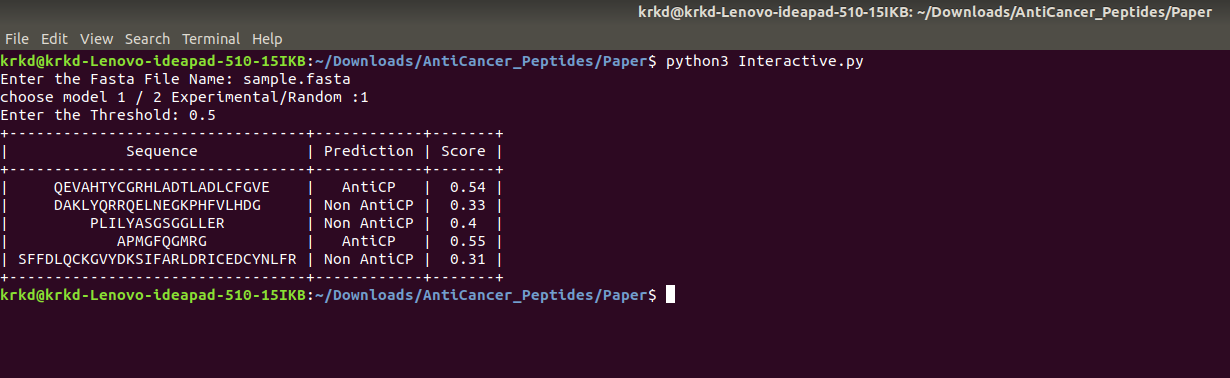 krkd@krkd-Lenovo-ideapad-510-15IKB: ~/Downloads/AntiCancer_Peptides/Paper
File Edit View Search Terminal Help
krkd@krkd-Lenovo-ideapad-510-15IKB:~/Downloads/AntiCancer_Peptides/Paper$ python3 Interactive.py
Enter the Fasta File Name: sample.fasta
choose model 1 / 2 Experimental/Random :1
Enter the Threshold: 0.5
+---------------------------------+------------+-------+
| Sequence | Prediction | Score |
+---------------------------------+------------+-------+
| QEVAHTYCGRHLADTLADLCFGVE | AntiCP | 0.54 |
| DAKLYQRRQELNEGKPHFVLHDG | Non AntiCP | 0.33 |
| PLILYASGSGGLLER | Non AntiCP | 0.4 |
| APMGFQGMRG | AntiCP | 0.55 |
| SFFDLQCKGVYDKSIFARLDRICEDCYNLFR | Non AntiCP | 0.31 |
+---------------------------------+------------+-------+
krkd@krkd-Lenovo-ideapad-510-15IKB:~/Downloads/AntiCancer_Peptides/Paper$